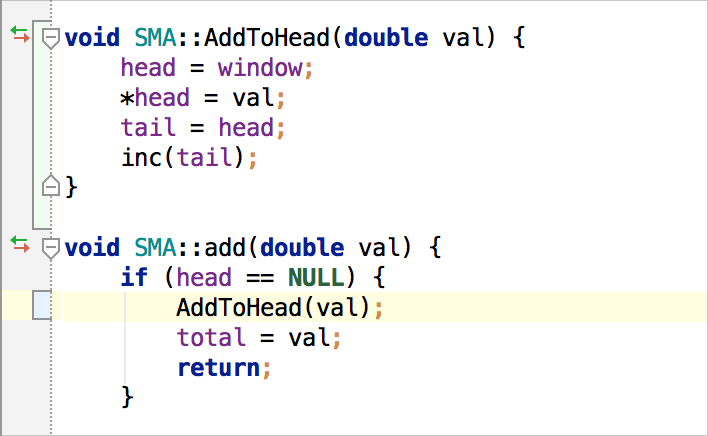 void SMA::AddToHead(double val) {
    head = window;
    *head = val;
    tail = head;
    inc(tail);
}

void SMA::add(double val) {
    if (head == NULL) {
        AddToHead(val);
        total = val;
        return;
    }